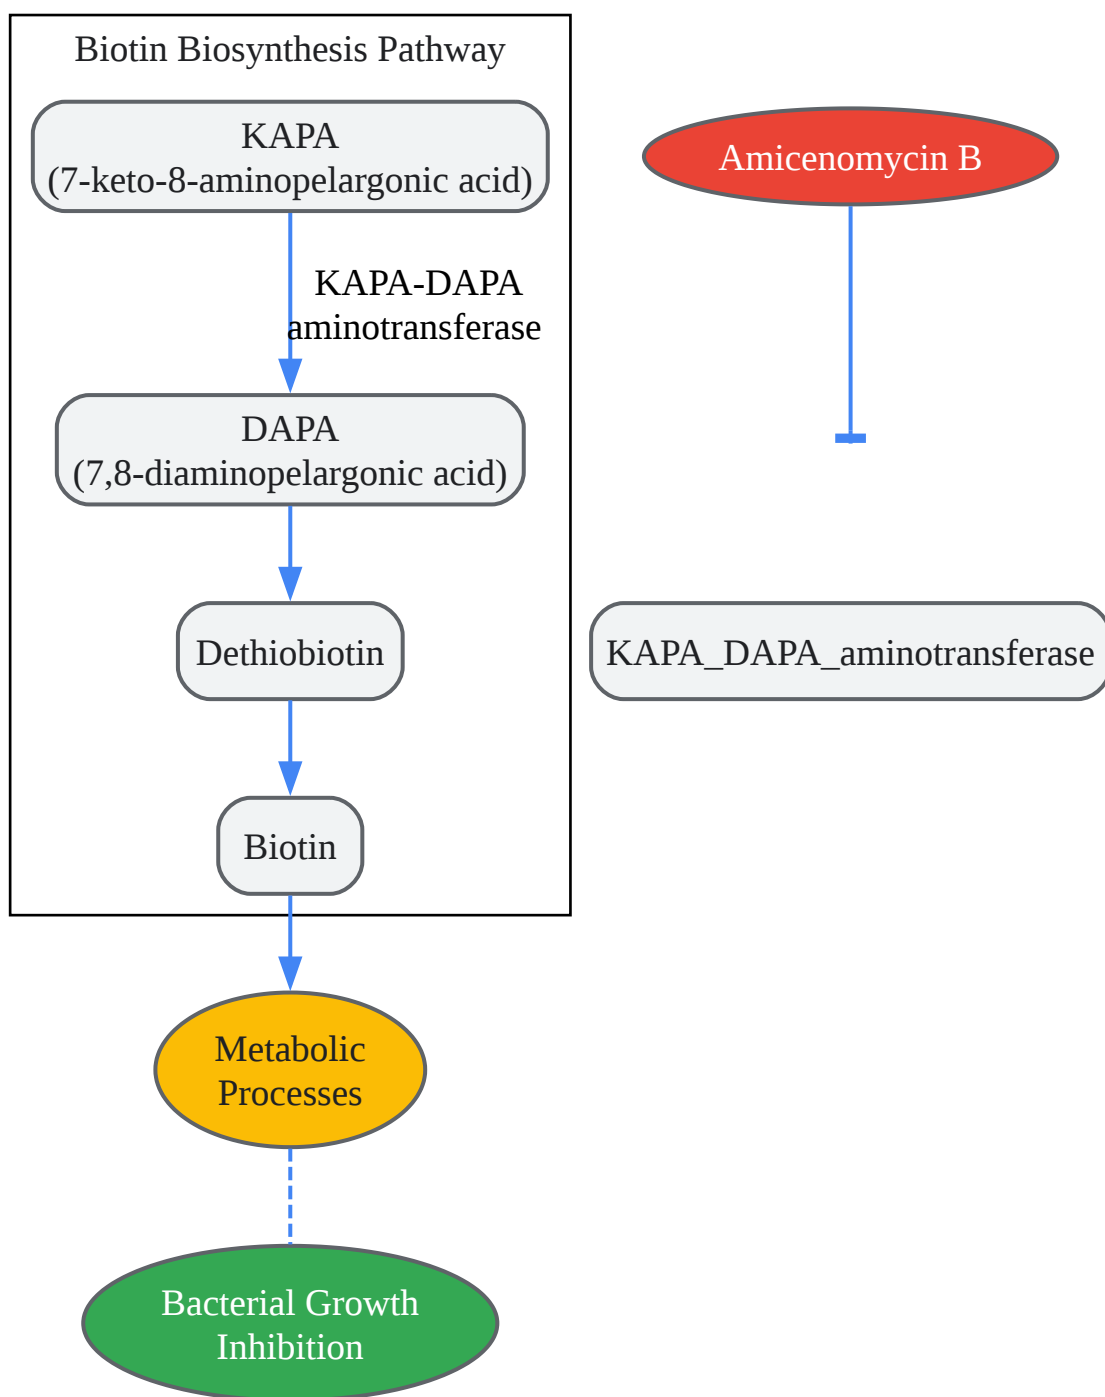 Biotin Biosynthesis Pathway
KAPA
(7-keto-8-aminopelargonic acid)
Amicenomycin B
KAPA-DAPA
aminotransferase
DAPA
(7,8-diaminopelargonic acid)
Dethiobiotin
KAPA_DAPA_aminotransferase
Biotin
Metabolic
Processes
Bacterial Growth
Inhibition